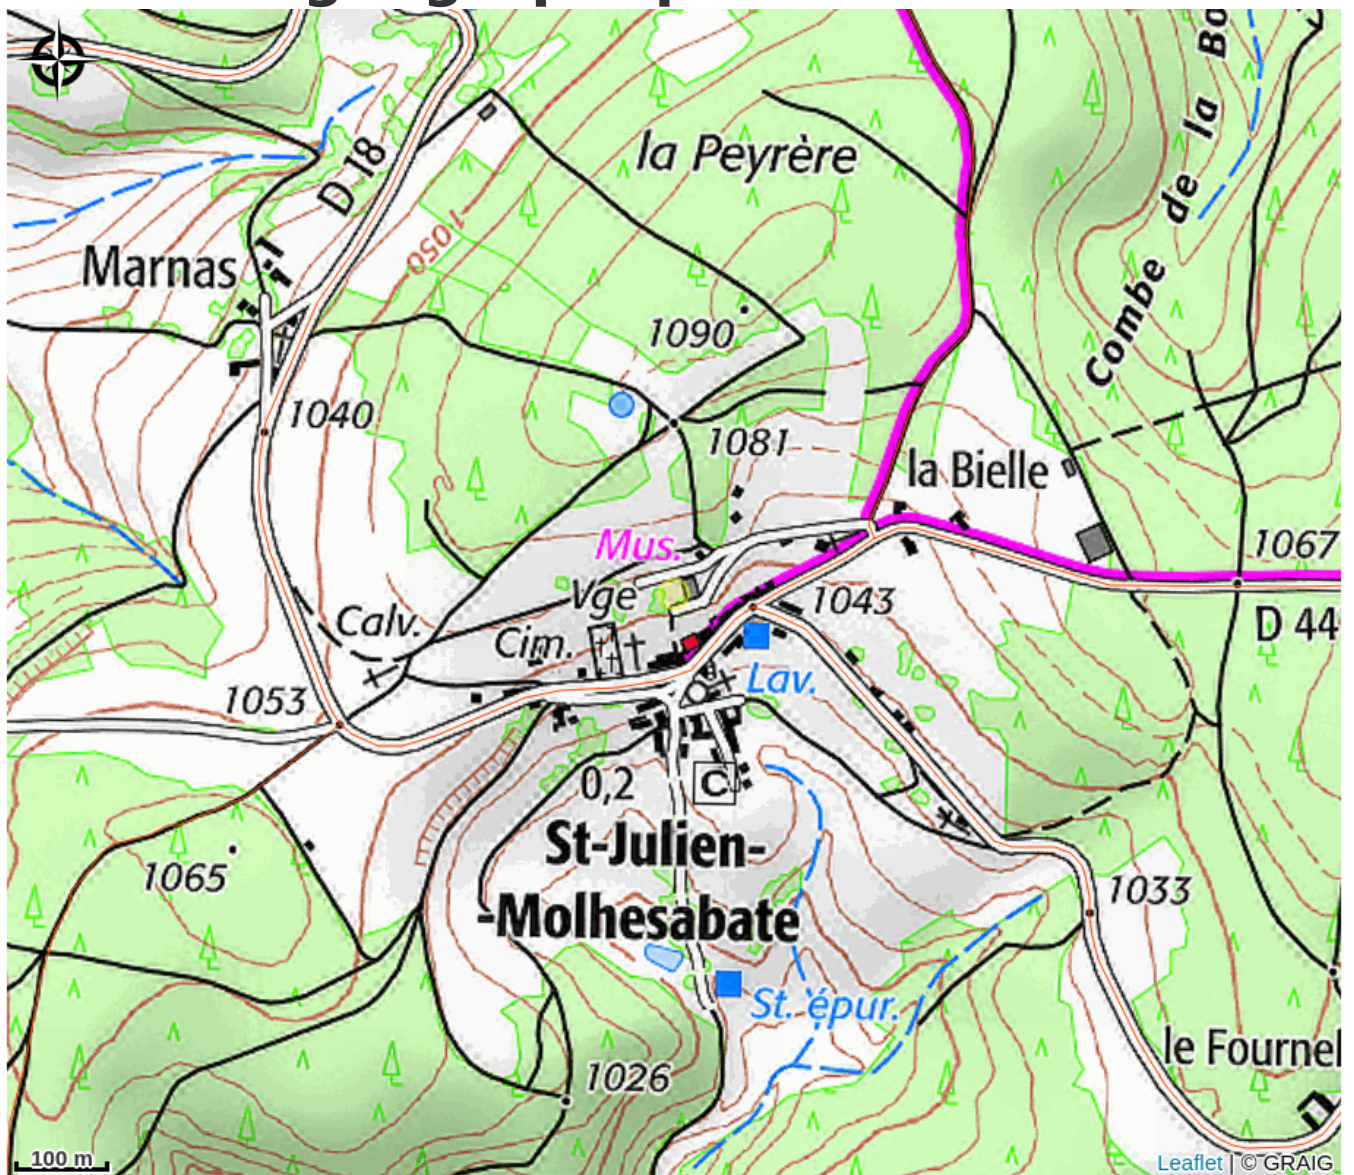 la Peyrère
Combe de la Bo
D 18
Marnas
1050
1090
1040
1081
la Bielle
Mus.
1067
Vge
1043
Calv.
Cim.
D 44
Lav.
1053
0,2
C
St-Julien-
-Molhesabate
1065
1033
St. épur.
le Fournel
1026
100 m
Leaflet | © GRAIG